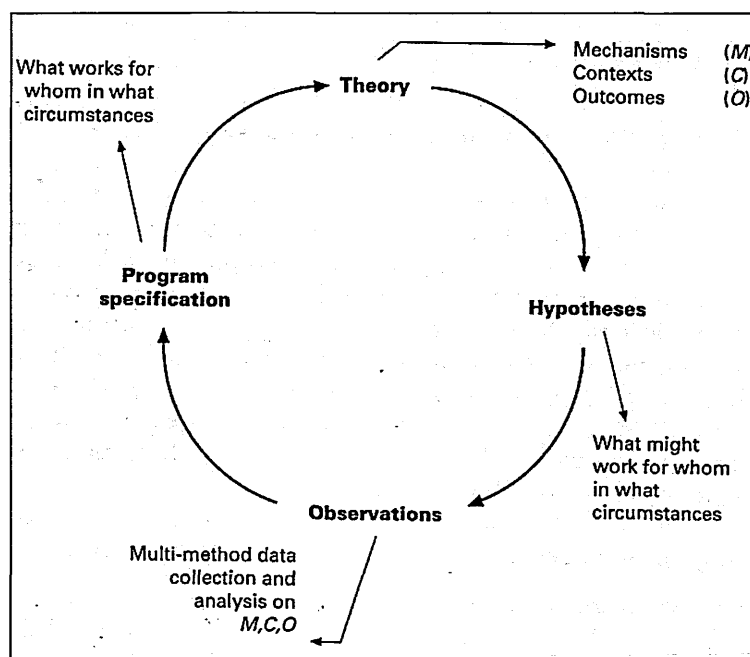 Theory
Mechanisms (M)
Contexts (C)
Outcomes (O)
Hypotheses
What might
work for whom
in what
circumstances
Observations
Multi-method data
collection and
analysis on
M,C,O
Program
specification
What works for
whom in what
circumstances